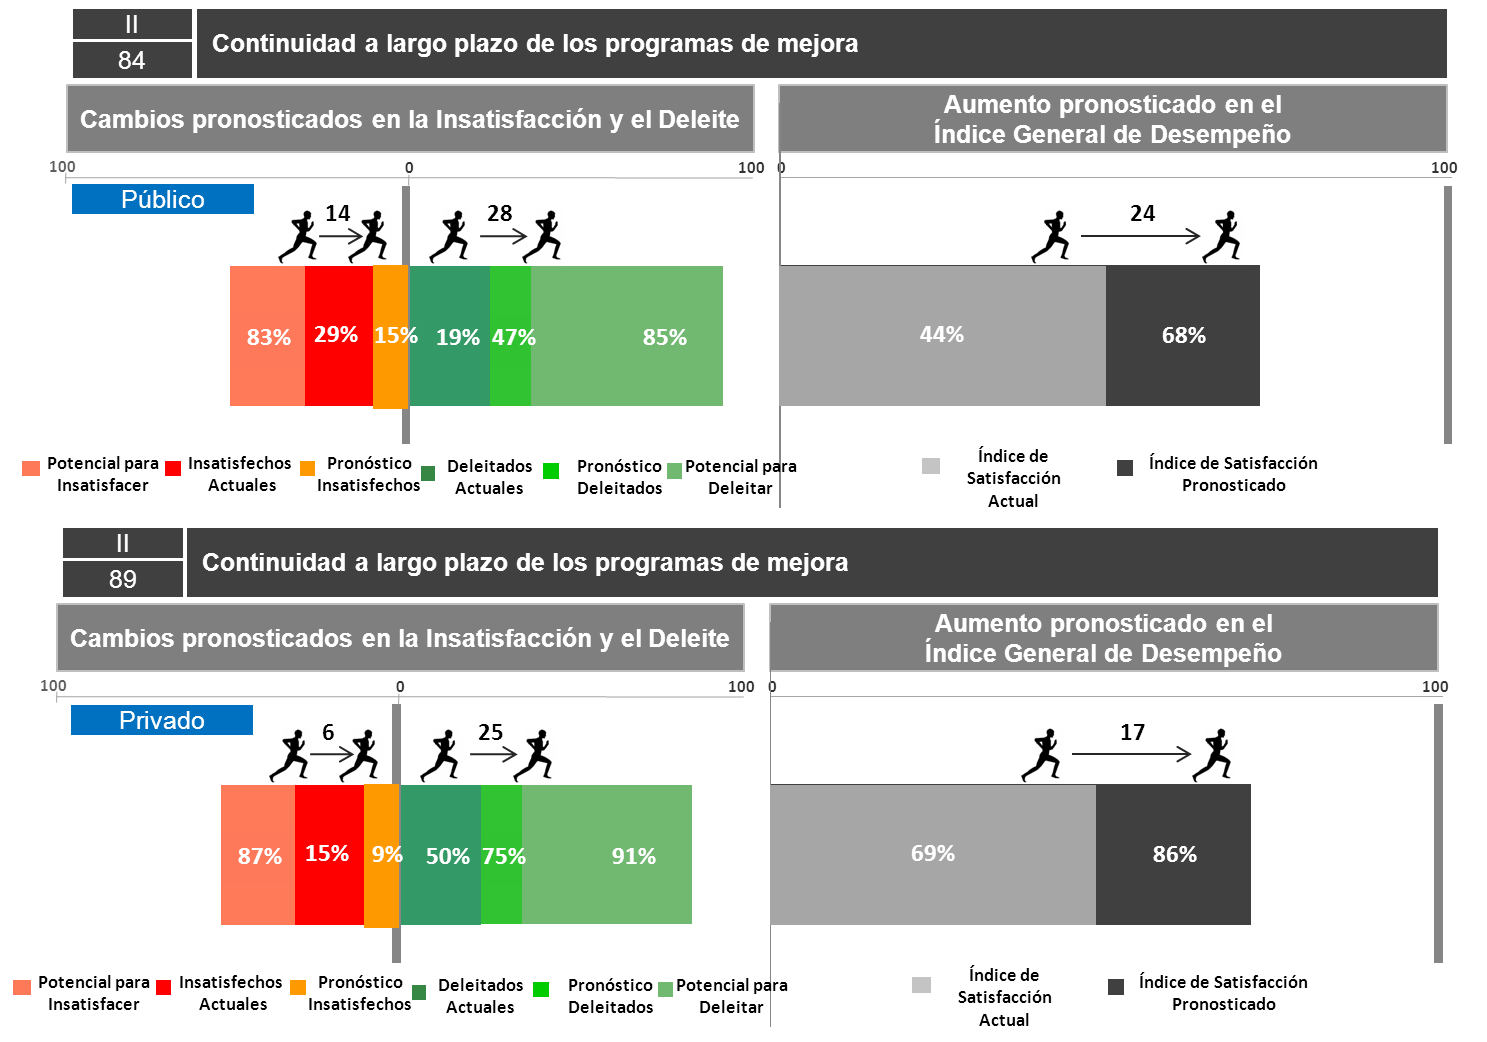 II
84
Continuidad a largo plazo de los programas de mejora
Cambios pronosticados en la Insatisfacción y el Deleite
Aumento pronosticado en el
Índice General de Desempeño
100
0
100
0
100
Público
14
28
24
83%
29%
15%
19%
47%
85%
44%
68%
Potencial para
Insatisfacer
Insatisfechos
Actuales
Pronóstico
Insatisfechos
Deleitados
Actuales
Pronóstico
Deleitados
Potencial para
Deleitar
Índice de
Satisfacción
Actual
Índice de Satisfacción
Pronosticado
II
89
Continuidad a largo plazo de los programas de mejora
Cambios pronosticados en la Insatisfacción y el Deleite
Aumento pronosticado en el
Índice General de Desempeño
100
0
100
0
100
Privado
6
25
17
87%
15%
9%
50%
75%
91%
69%
86%
Potencial para
Insatisfacer
Insatisfechos
Actuales
Pronóstico
Insatisfechos
Deleitados
Actuales
Pronóstico
Deleitados
Potencial para
Deleitar
Índice de
Satisfacción
Actual
Índice de Satisfacción
Pronosticado